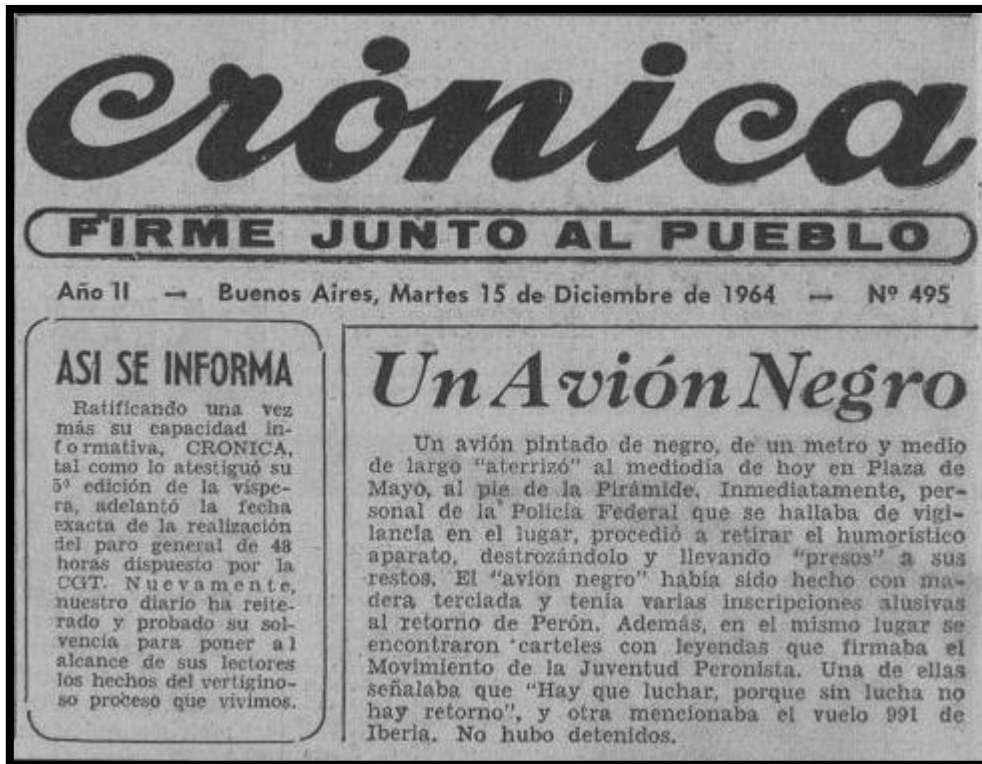 crónica
FIRME JUNTO AL PUEBLO
Año II — Buenos Aires, Martes 15 de Diciembre de 1964 — Nº 495
ASI SE INFORMA
Ratificando una vez
más su capacidad in-
formativa, CRONICA,
tal como lo atestiguó su
5ª edición de la víspe-
ra, adelantó la fecha
exacta de la realización
del paro general de 48
horas dispuesto por la
CGT. Nuevamente,
nuestro diario ha reite-
rado y probado su sol-
vencia para poner al
alcance de sus lectores
los hechos del vertigino-
so proceso que vivimos.
Un Avión Negro
Un avión pintado de negro, de un metro y medio
de largo "aterrizó" al mediodía de hoy en Plaza de
Mayo, al pie de la Pirámide. Inmediatamente, per-
sonal de la Policía Federal que se hallaba de vigi-
lancia en el lugar, procedió a retirar el humorístico
aparato, destrozándolo y llevando "presos" a sus
restos. El "avión negro" había sido hecho con ma-
dera terciada y tenía varias inscripciones alusivas
al retorno de Perón. Además, en el mismo lugar se
encontraron carteles con leyendas que firmaba el
Movimiento de la Juventud Peronista. Una de ellas
señalaba que "Hay que luchar, porque sin lucha no
hay retorno", y otra mencionaba el vuelo 991 de
Iberia. No hubo detenidos.